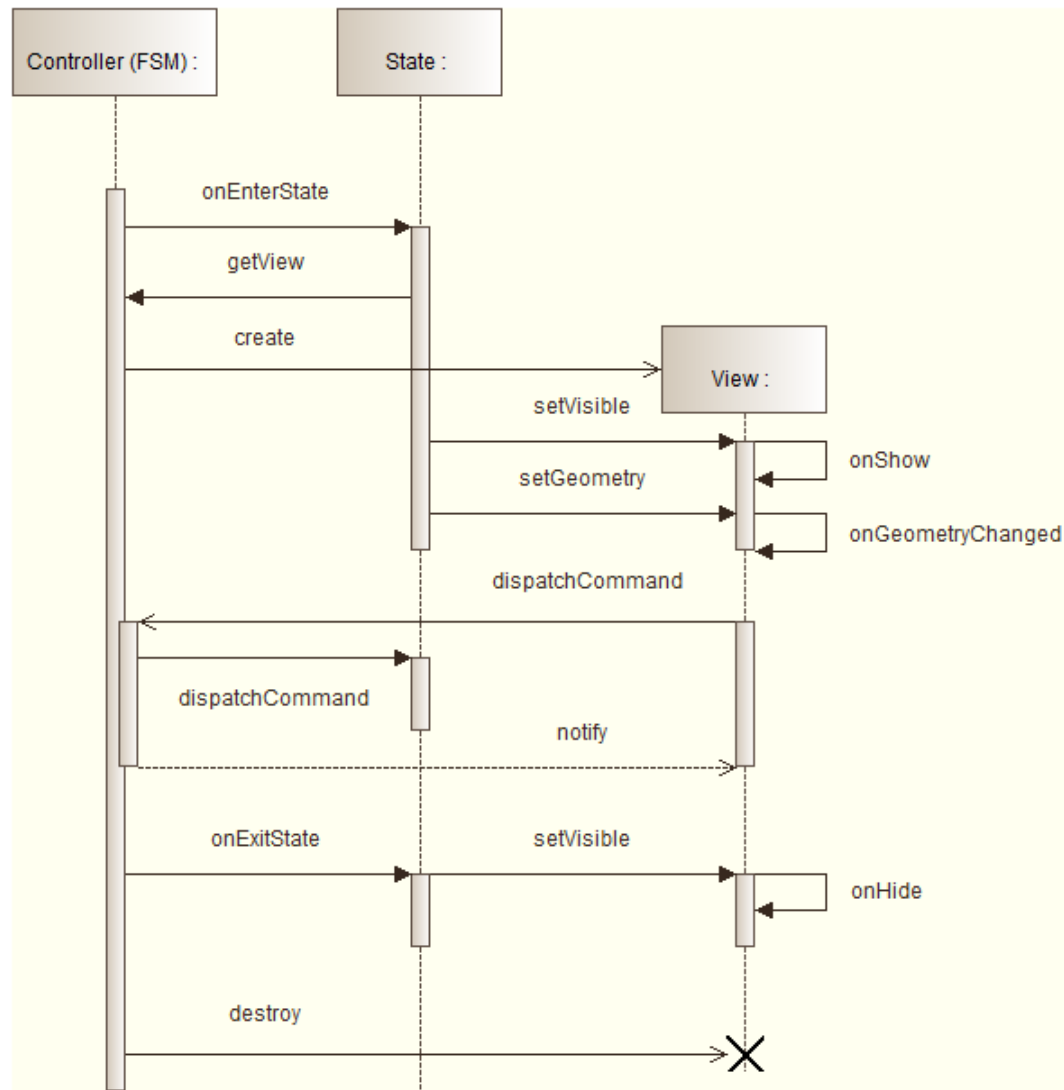 Controller (FSM) :
State :
onEnterState
getView
create
View :
setVisible
onShow
setGeometry
onGeometryChanged
dispatchCommand
dispatchCommand
notify
onExitState
setVisible
onHide
destroy